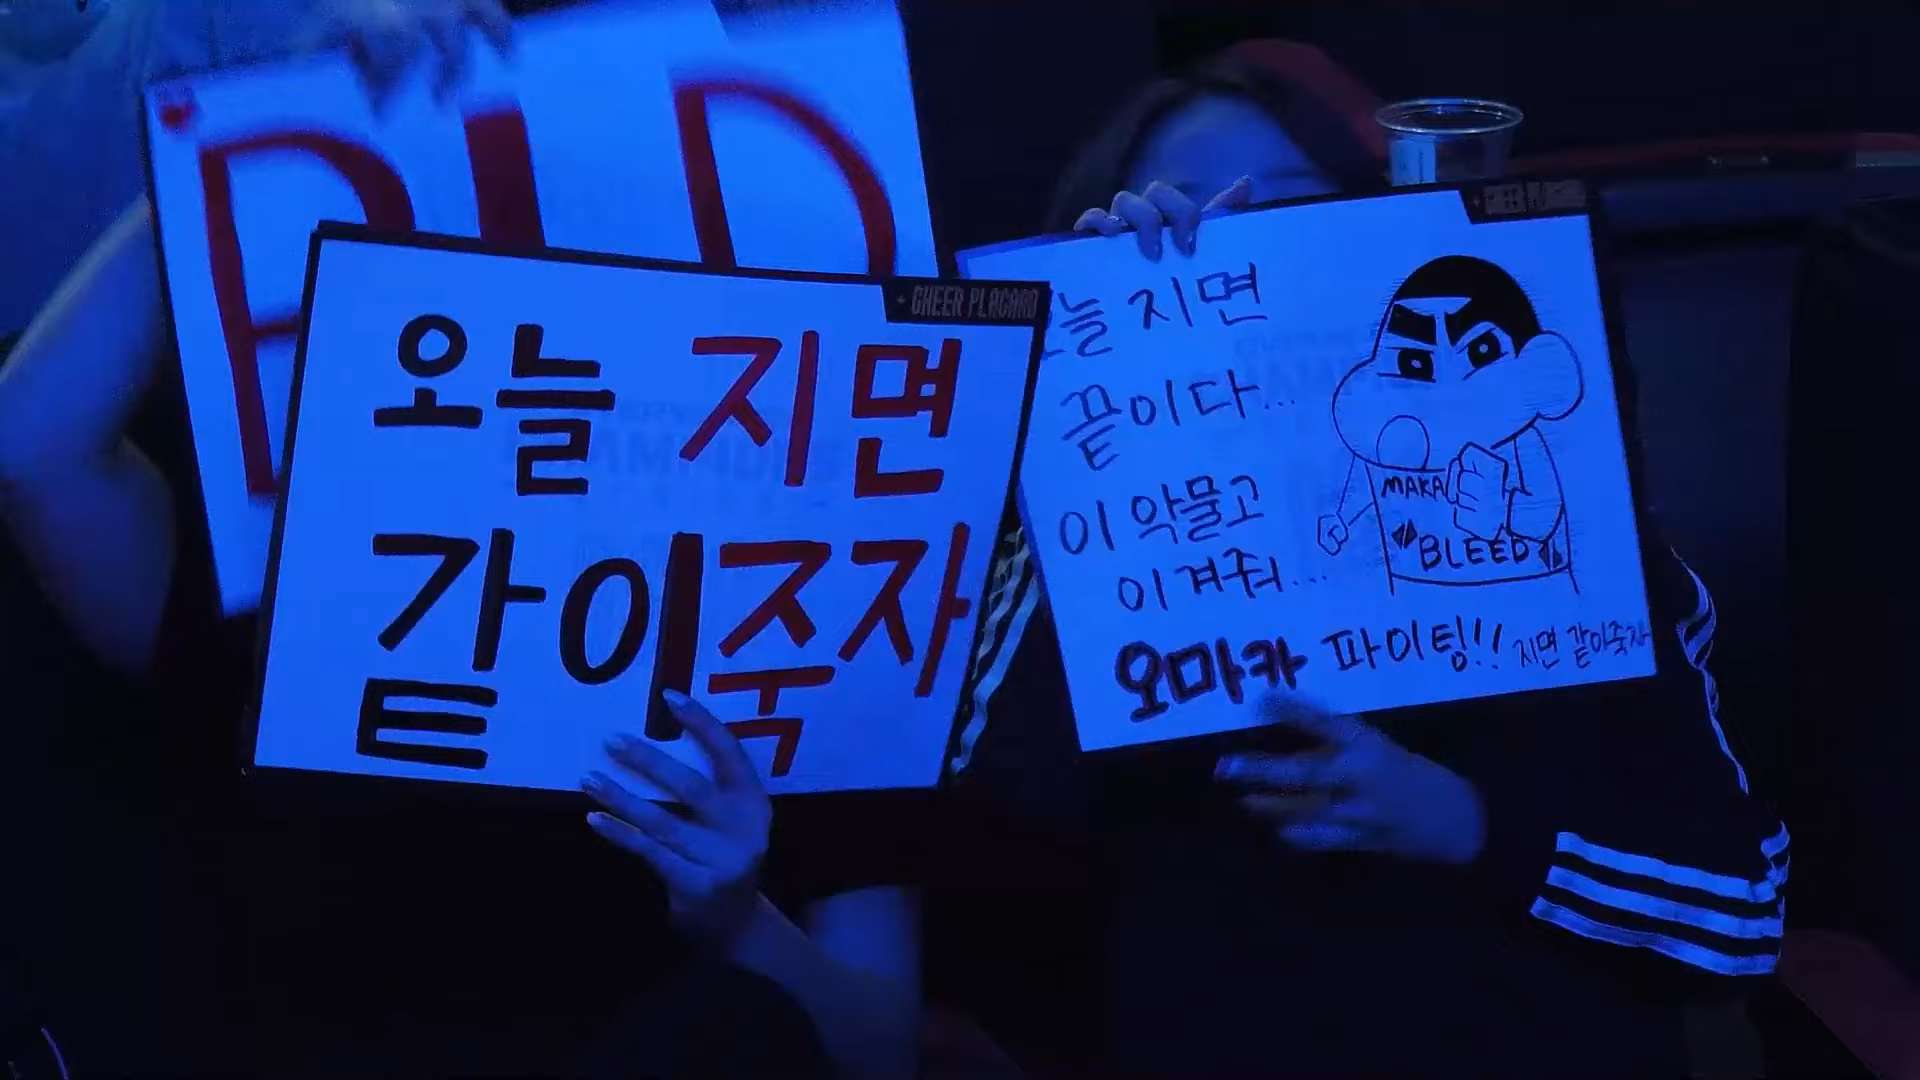 CHEER PLACARD
오늘 지면
같이죽자
CHEER PLACARD
오늘 지면
끝이다...
이 악물고
이겨줘...
오마카 파이팅!! 지면 같이죽자
MAKA
BLEED